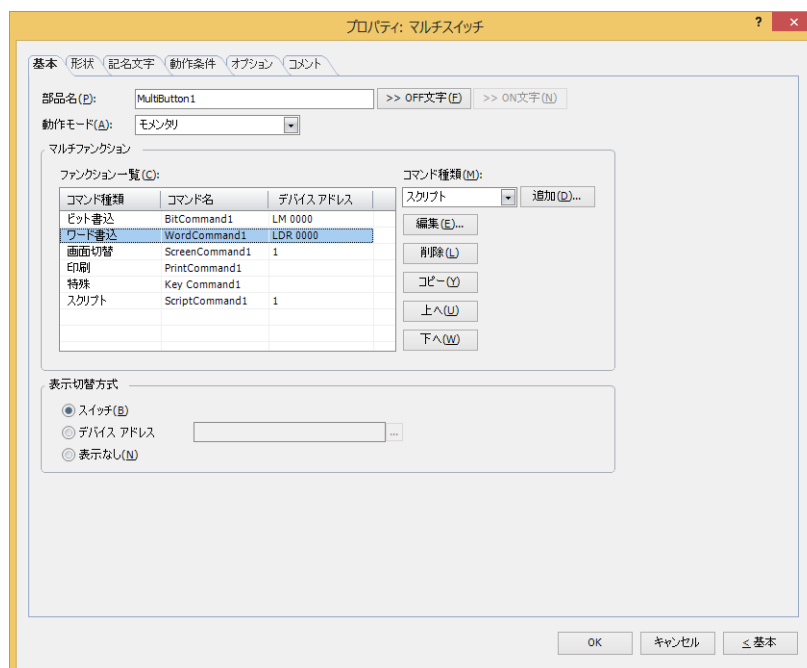 プロパティ: マルチスイッチ
?
×
基本 形状 記名文字 動作条件 オプション コメント
部品名(P): MultiButton1 >> OFF文字(F) >> ON文字(N)
動作モード(A): モメンタリ
マルチファンクション
ファンクション一覧(C): コマンド種類(M):
コマンド種類 コマンド名 デバイス アドレス スクリプト 追加(D)...
ビット書込 BitCommand1 LM 0000
ワード書込 WordCommand1 LDR 0000
画面切替 ScreenCommand1 1
印刷 PrintCommand1
特殊 Key Command1
スクリプト ScriptCommand1 1
編集(E)...
削除(L)
コピー(Y)
上へ(U)
下へ(W)
表示切替方式
スイッチ(B)
デバイス アドレス ...
表示なし(N)
OK キャンセル < 基本